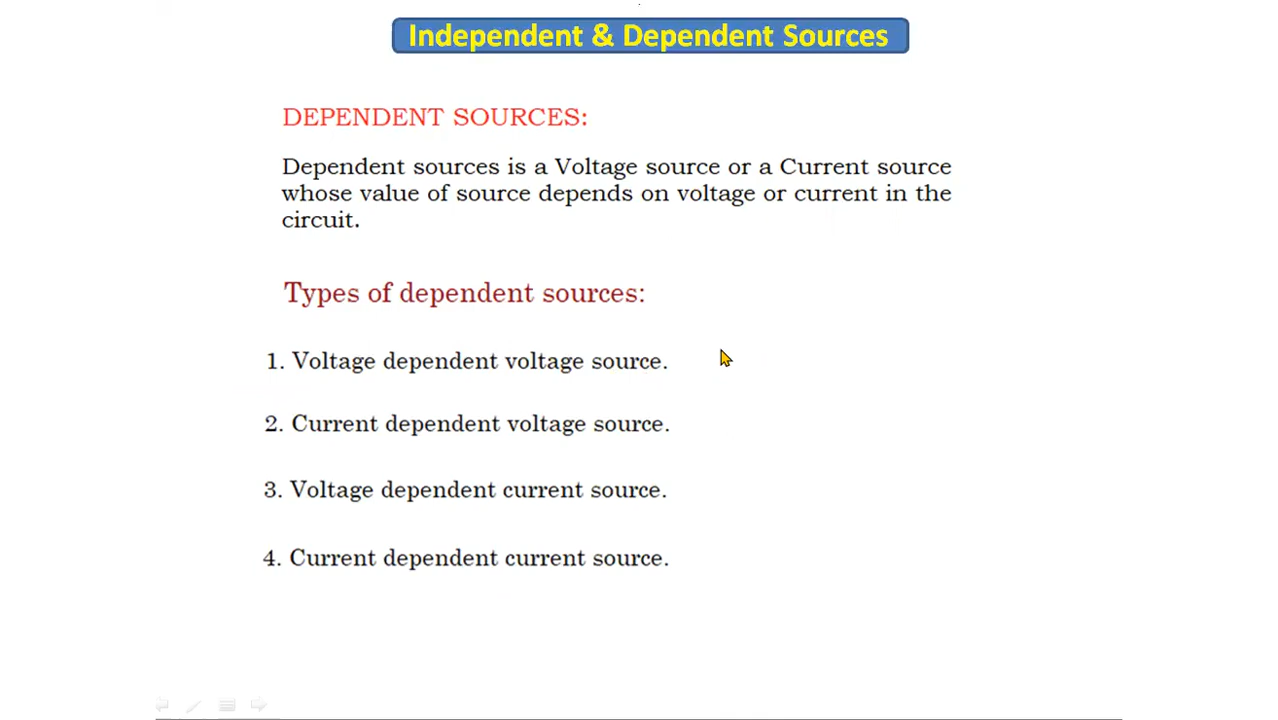 Independent & Dependent Sources
DEPENDENT SOURCES:
Dependent sources is a Voltage source or a Current source
whose value of source depends on voltage or current in the
circuit.
Types of dependent sources:
1. Voltage dependent voltage source.
2. Current dependent voltage source.
3. Voltage dependent current source.
4. Current dependent current source.